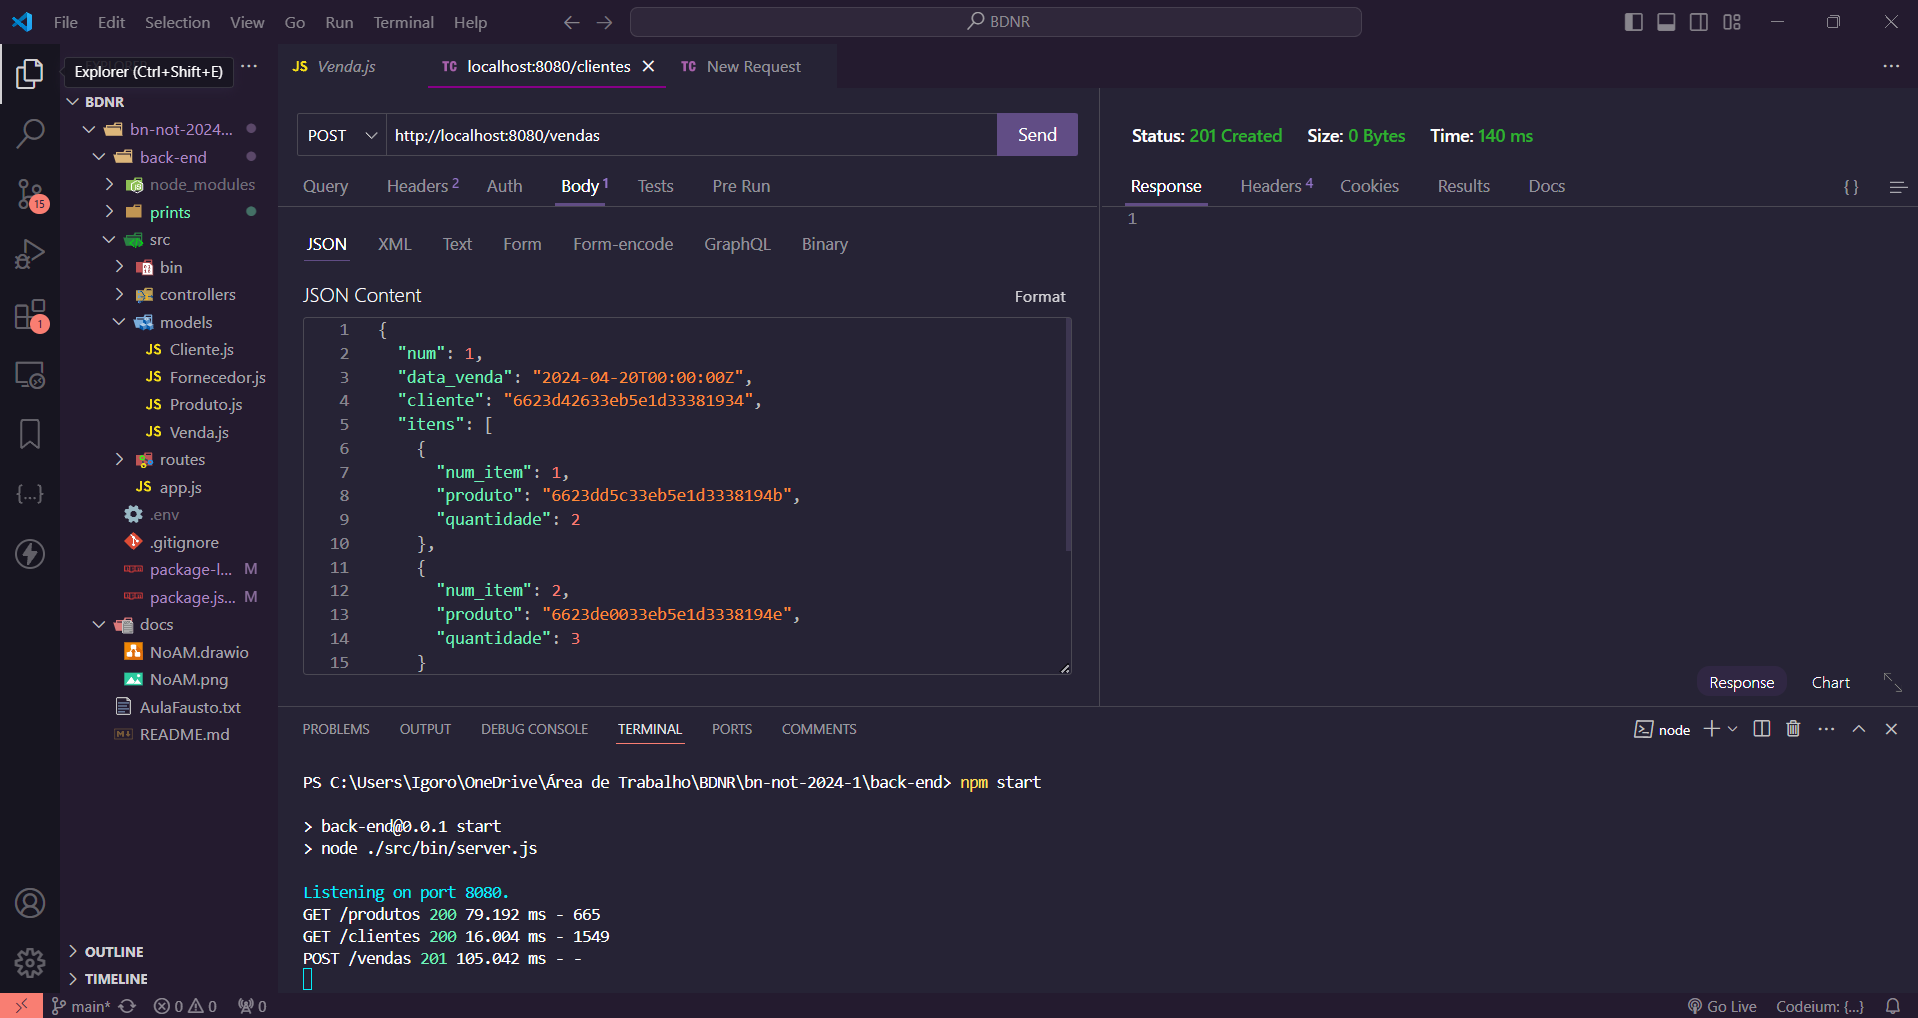 File Edit Selection View Go Run Terminal Help
BDNR
Explorer (Ctrl+Shift+E)
JS Venda.js
TC localhost:8080/clientes
TC New Request
BDNR
bn-not-2024...
back-end
node_modules
prints
src
bin
controllers
models
JS Cliente.js
JS Fornecedor.js
JS Produto.js
JS Venda.js
routes
JS app.js
.env
.gitignore
package-l... M
package.js... M
docs
NoAM.drawio
NoAM.png
AulaFausto.txt
README.md
OUTLINE
TIMELINE
15
1
POST http://localhost:8080/vendas Send
Query Headers 2 Auth Body 1 Tests Pre Run
JSON XML Text Form Form-encode GraphQL Binary
JSON Content Format
1 {
2 "num": 1,
3 "data_venda": "2024-04-20T00:00:00Z",
4 "cliente": "6623d42633eb5e1d33381934",
5 "itens": [
6 {
7 "num_item": 1,
8 "produto": "6623dd5c33eb5e1d3338194b",
9 "quantidade": 2
10 },
11 {
12 "num_item": 2,
13 "produto": "6623de0033eb5e1d3338194e",
14 "quantidade": 3
15 }
Status: 201 Created Size: 0 Bytes Time: 140 ms
Response Headers 4 Cookies Results Docs { }
1
Response Chart
PROBLEMS OUTPUT DEBUG CONSOLE TERMINAL PORTS COMMENTS
node
PS C:\Users\Igoro\OneDrive\Área de Trabalho\BDNR\bn-not-2024-1\back-end> npm start
> back-end@0.0.1 start
> node ./src/bin/server.js
Listening on port 8080.
GET /produtos 200 79.192 ms - 665
GET /clientes 200 16.004 ms - 1549
POST /vendas 201 105.042 ms - -
main* 0 0 0
Go Live Codeium: {...}